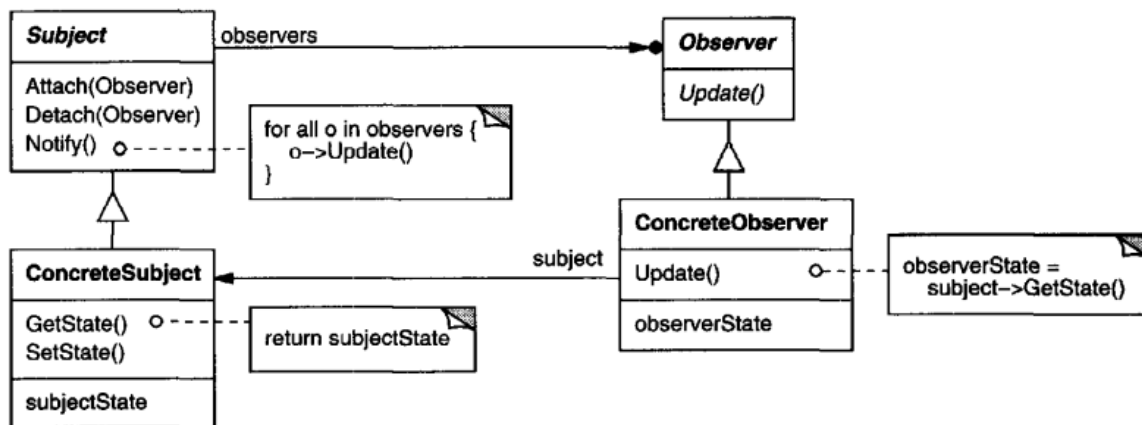 Subject
observers
Observer
Attach(Observer)
Detach(Observer)
Notify()
for all o in observers {
o->Update()
}
Update()
ConcreteSubject
GetState()
SetState()
subjectState
return subjectState
subject
ConcreteObserver
Update()
observerState
observerState =
subject->GetState()